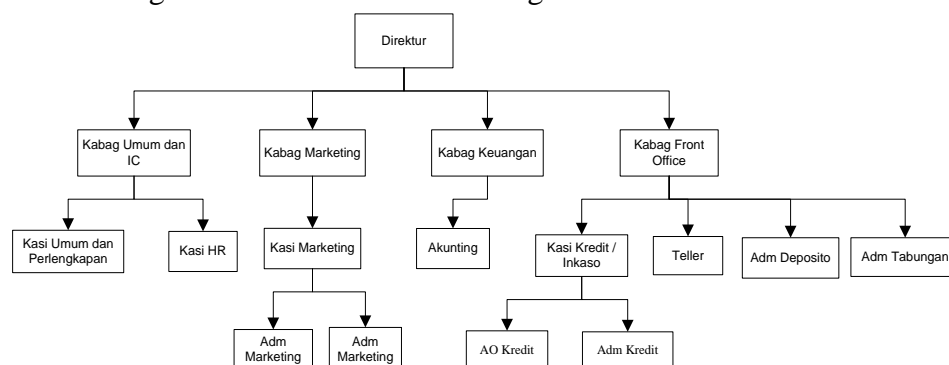 Direktur
Kabag Umum dan
IC
Kabag Marketing
Kabag Keuangan
Kabag Front
Office
Kasi Umum dan
Perlengkapan
Kasi HR
Kasi Marketing
Akunting
Kasi Kredit /
Inkaso
Teller
Adm Deposito
Adm Tabungan
Adm
Marketing
Adm
Marketing
AO Kredit
Adm Kredit